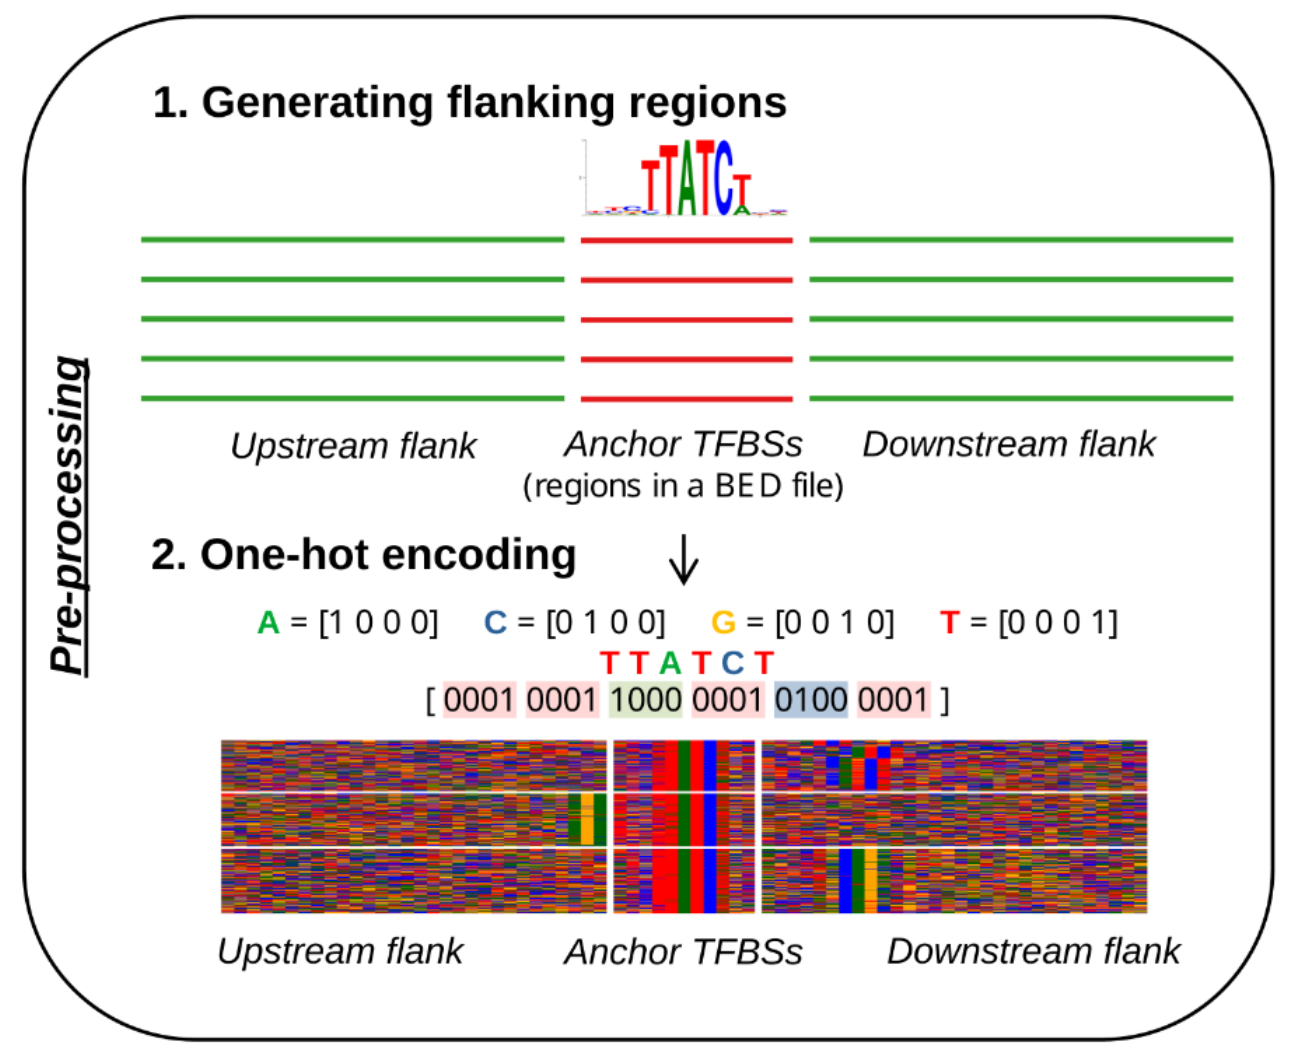 1. Generating flanking regions
TTATCT
A
Upstream flank
Anchor TFBSs
Downstream flank
(regions in a BED file)
Pre-processing
2. One-hot encoding
A = [1 0 0 0] C = [0 1 0 0] G = [0 0 1 0] T = [0 0 0 1]
T T A T C T
[ 0001 0001 1000 0001 0100 0001 ]
Upstream flank
Anchor TFBSs
Downstream flank